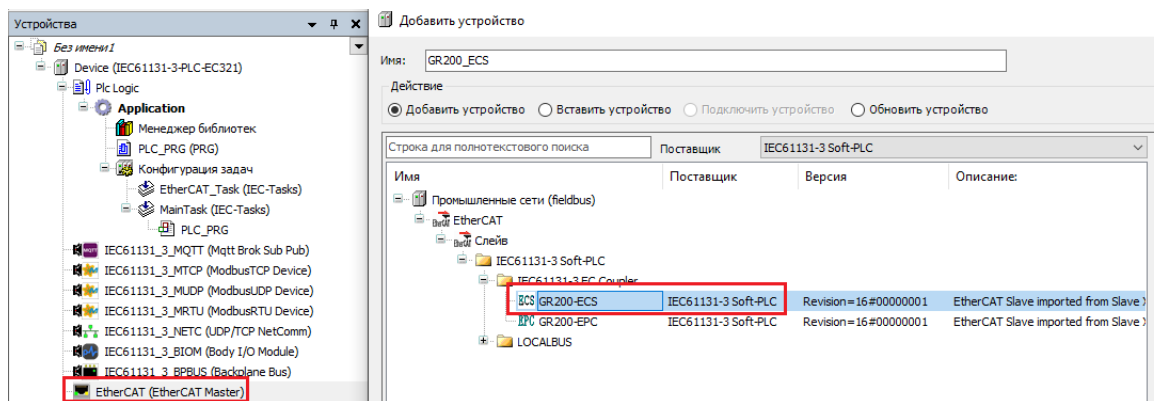 Устройства
Без имени1
Device (IEC61131-3-PLC-EC321)
Plc Logic
Application
Менеджер библиотек
PLC_PRG (PRG)
Конфигурация задач
EtherCAT_Task (IEC-Tasks)
MainTask (IEC-Tasks)
PLC_PRG
IEC61131_3_MQTT (Mqtt Brok Sub Pub)
IEC61131_3_MTCP (ModbusTCP Device)
IEC61131_3_MUDP (ModbusUDP Device)
IEC61131_3_MRTU (ModbusRTU Device)
IEC61131_3_NETC (UDP/TCP NetComm)
IEC61131_3_BIOM (Body I/O Module)
IEC61131_3_BPBUS (Backplane Bus)
EtherCAT (EtherCAT Master)
Добавить устройство
Имя: GR200_ECS
Действие
Добавить устройство Вставить устройство Подключить устройство Обновить устройство
Строка для полнотекстового поиска Поставщик IEC61131-3 Soft-PLC
Имя Поставщик Версия Описание:
Промышленные сети (fieldbus)
EtherCAT
Слейв
IEC61131-3 Soft-PLC
IEC61131-3 EC Coupler
ECS GR200-ECS IEC61131-3 Soft-PLC Revision=16#00000001 EtherCAT Slave imported from Slave
EPC GR200-EPC IEC61131-3 Soft-PLC Revision=16#00000001 EtherCAT Slave imported from Slave
LOCALBUS